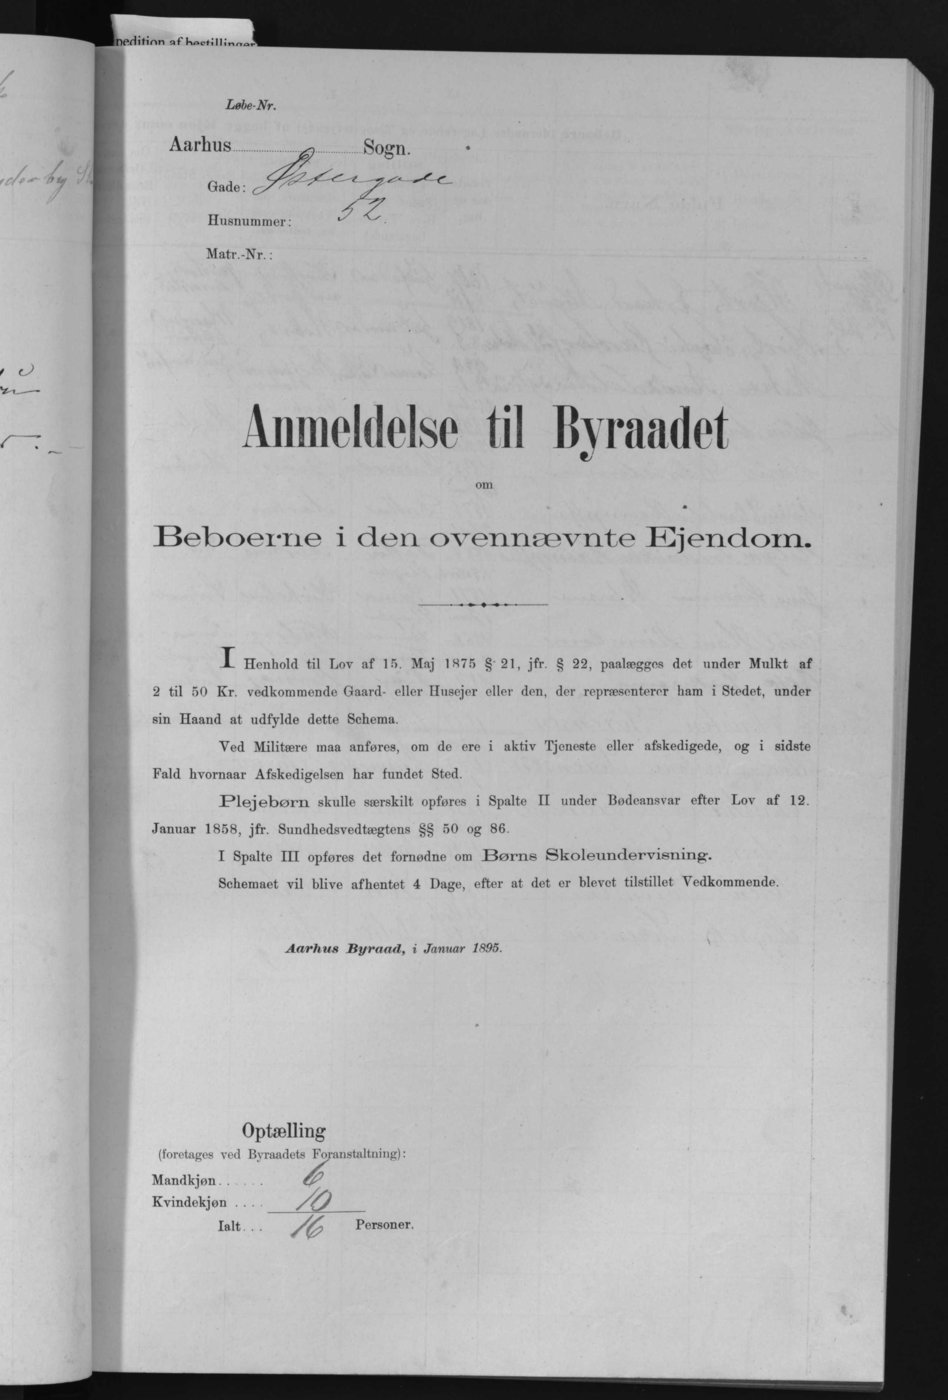 pedition af bestillinger
Løbe-Nr.
Aarhus Sogn.
Gade: Østergade
Husnummer: 52.
Matr.-Nr.:
Anmeldelse til Byraadet
om
Beboerne i den ovennævnte Ejendom.
I Henhold til Lov af 15. Maj 1875 § 21, jfr. § 22, paalægges det under Mulkt af
2 til 50 Kr. vedkommende Gaard- eller Husejer eller den, der repræsenterer ham i Stedet, under
sin Haand at udfylde dette Schema.
Ved Militære maa anføres, om de ere i aktiv Tjeneste eller afskedigede, og i sidste
Fald hvornaar Afskedigelsen har fundet Sted.
Plejebørn skulle særskilt opføres i Spalte II under Bødeansvar efter Lov af 12.
Januar 1858, jfr. Sundhedsvedtægtens §§ 50 og 86.
I Spalte III opføres det fornødne om Børns Skoleundervisning.
Schemaet vil blive afhentet 4 Dage, efter at det er blevet tilstillet Vedkommende.
Aarhus Byraad, i Januar 1895.
Optælling
(foretages ved Byraadets Foranstaltning):
Mandkjøn...... 6
Kvindekjøn .... 10
Ialt... 16 Personer.